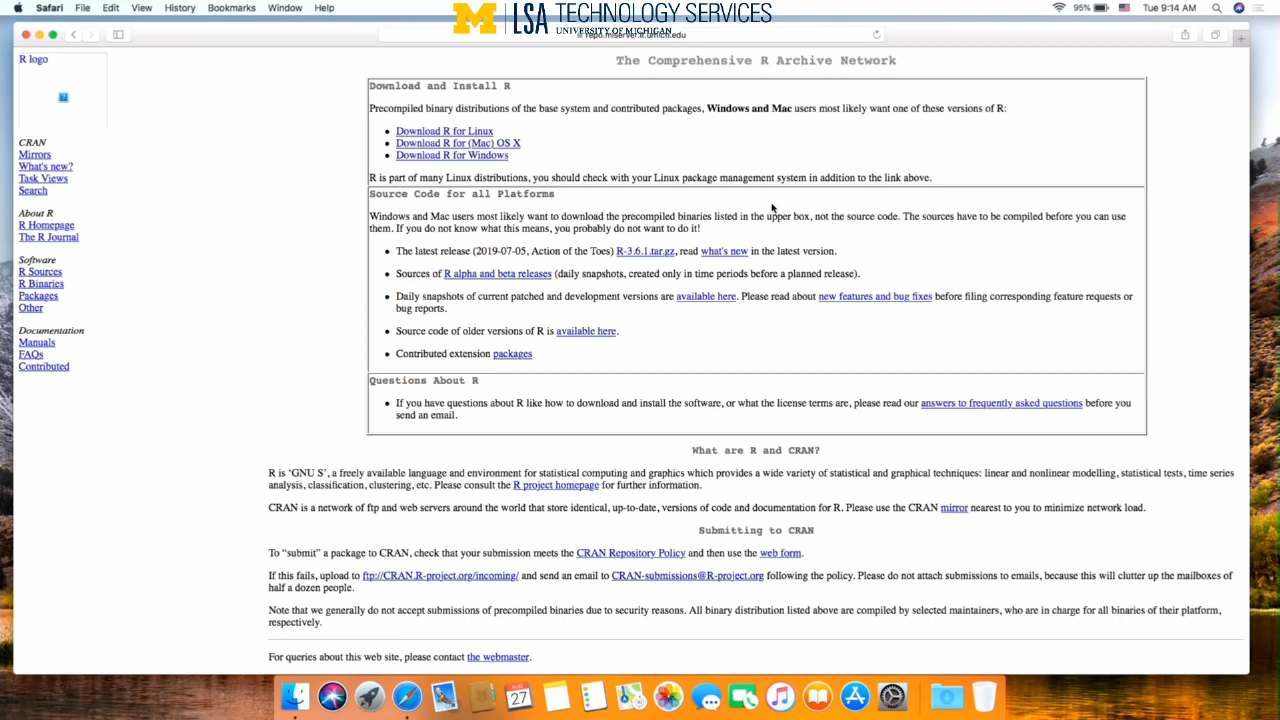 Safari File Edit View History Bookmarks Window Help
M LSA TECHNOLOGY SERVICES
UNIVERSITY OF MICHIGAN
95% Tue 9:14 AM
repo.miserver.it.umich.edu
R logo
CRAN
Mirrors
What's new?
Task Views
Search
About R
R Homepage
The R Journal
Software
R Sources
R Binaries
Packages
Other
Documentation
Manuals
FAQs
Contributed
The Comprehensive R Archive Network
Download and Install R
Precompiled binary distributions of the base system and contributed packages, Windows and Mac users most likely want one of these versions of R:
• Download R for Linux
• Download R for (Mac) OS X
• Download R for Windows
R is part of many Linux distributions, you should check with your Linux package management system in addition to the link above.
Source Code for all Platforms
Windows and Mac users most likely want to download the precompiled binaries listed in the upper box, not the source code. The sources have to be compiled before you can use
them. If you do not know what this means, you probably do not want to do it!
• The latest release (2019-07-05, Action of the Toes) R-3.6.1.tar.gz, read what's new in the latest version.
• Sources of R alpha and beta releases (daily snapshots, created only in time periods before a planned release).
• Daily snapshots of current patched and development versions are available here. Please read about new features and bug fixes before filing corresponding feature requests or
bug reports.
• Source code of older versions of R is available here.
• Contributed extension packages
Questions About R
• If you have questions about R like how to download and install the software, or what the license terms are, please read our answers to frequently asked questions before you
send an email.
What are R and CRAN?
R is ‘GNU S’, a freely available language and environment for statistical computing and graphics which provides a wide variety of statistical and graphical techniques: linear and nonlinear modelling, statistical tests, time series
analysis, classification, clustering, etc. Please consult the R project homepage for further information.
CRAN is a network of ftp and web servers around the world that store identical, up-to-date, versions of code and documentation for R. Please use the CRAN mirror nearest to you to minimize network load.
Submitting to CRAN
To “submit” a package to CRAN, check that your submission meets the CRAN Repository Policy and then use the web form.
If this fails, upload to ftp://CRAN.R-project.org/incoming/ and send an email to CRAN-submissions@R-project.org following the policy. Please do not attach submissions to emails, because this will clutter up the mailboxes of
half a dozen people.
Note that we generally do not accept submissions of precompiled binaries due to security reasons. All binary distribution listed above are compiled by selected maintainers, who are in charge for all binaries of their platform,
respectively.
For queries about this web site, please contact the webmaster.
AUG
27